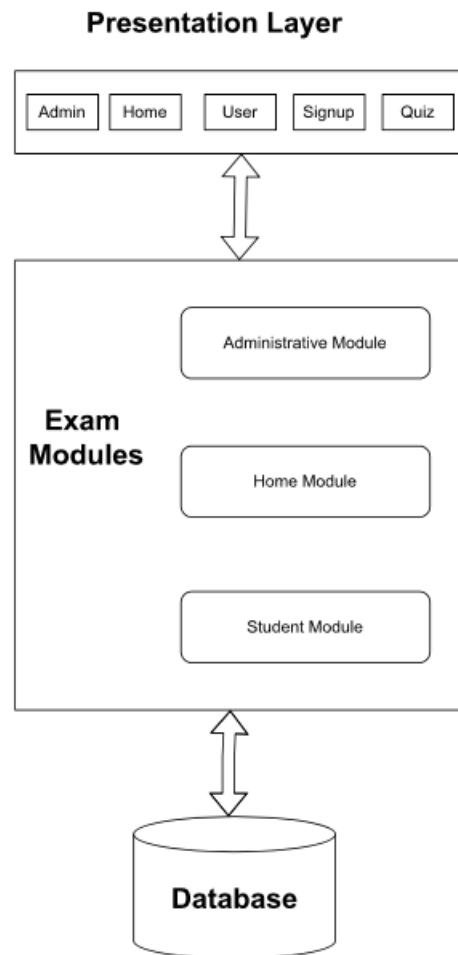 Presentation Layer
Admin Home User Signup Quiz
Administrative Module
Exam
Modules
Home Module
Student Module
Database